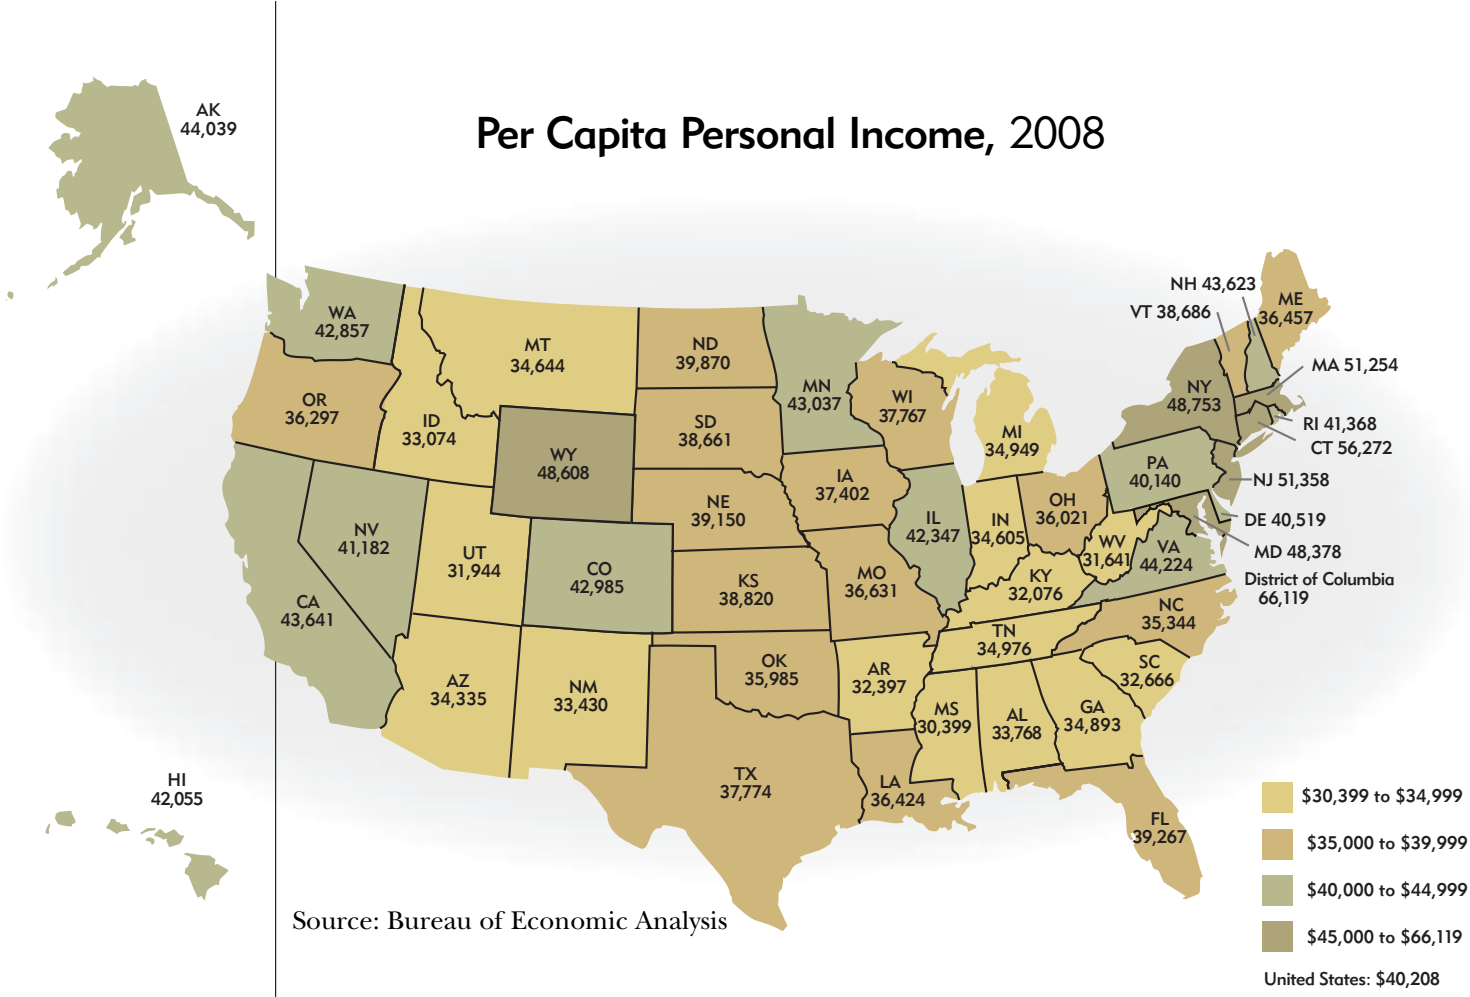 Per Capita Personal Income, 2008
AK
44,039
HI
42,055
WA
42,857
OR
36,297
CA
43,641
NV
41,182
ID
33,074
MT
34,644
WY
48,608
UT
31,944
CO
42,985
AZ
34,335
NM
33,430
ND
39,870
SD
38,661
NE
39,150
KS
38,820
OK
35,985
TX
37,774
MN
43,037
IA
37,402
MO
36,631
AR
32,397
LA
36,424
WI
37,767
IL
42,347
MI
34,949
IN
34,605
OH
36,021
KY
32,076
TN
34,976
MS
30,399
AL
33,768
GA
34,893
FL
39,267
SC
32,666
NC
35,344
WV
31,641
VA
44,224
PA
40,140
NY
48,753
NH 43,623
VT 38,686
ME
36,457
MA 51,254
RI 41,368
CT 56,272
NJ 51,358
DE 40,519
MD 48,378
District of Columbia
66,119
$30,399 to $34,999
$35,000 to $39,999
$40,000 to $44,999
$45,000 to $66,119
United States: $40,208
Source: Bureau of Economic Analysis